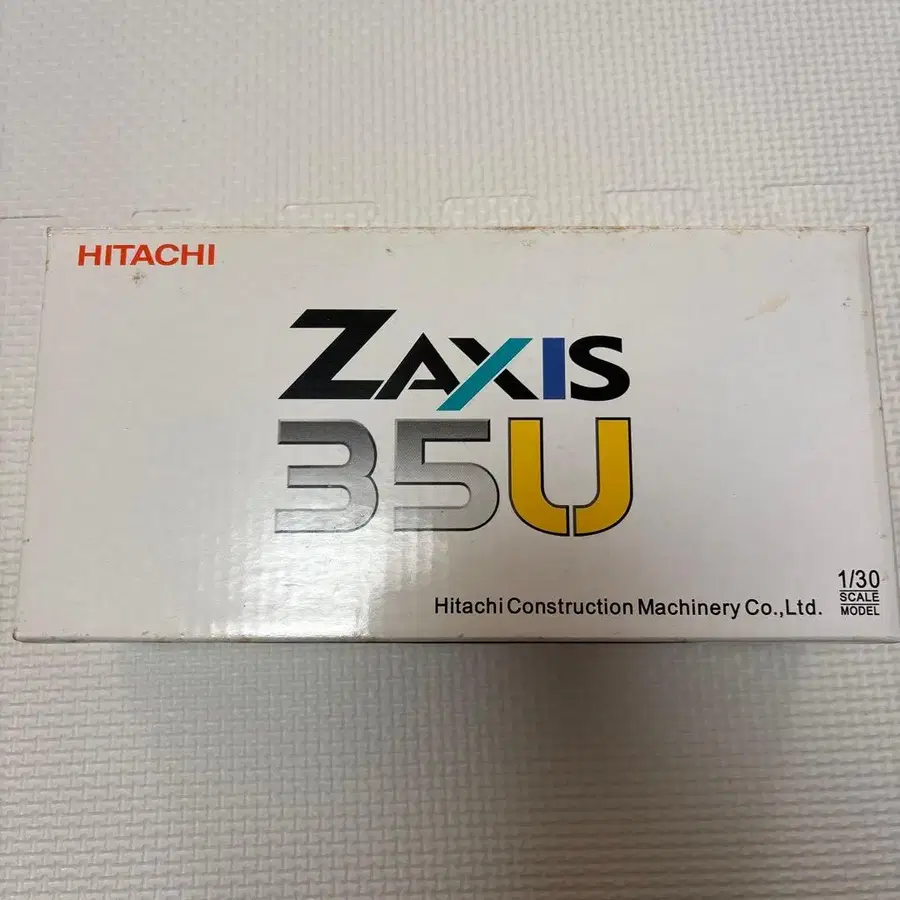 HITACHI
ZAXIS
35U
Hitachi Construction Machinery Co.,Ltd.
1/30
SCALE
MODEL